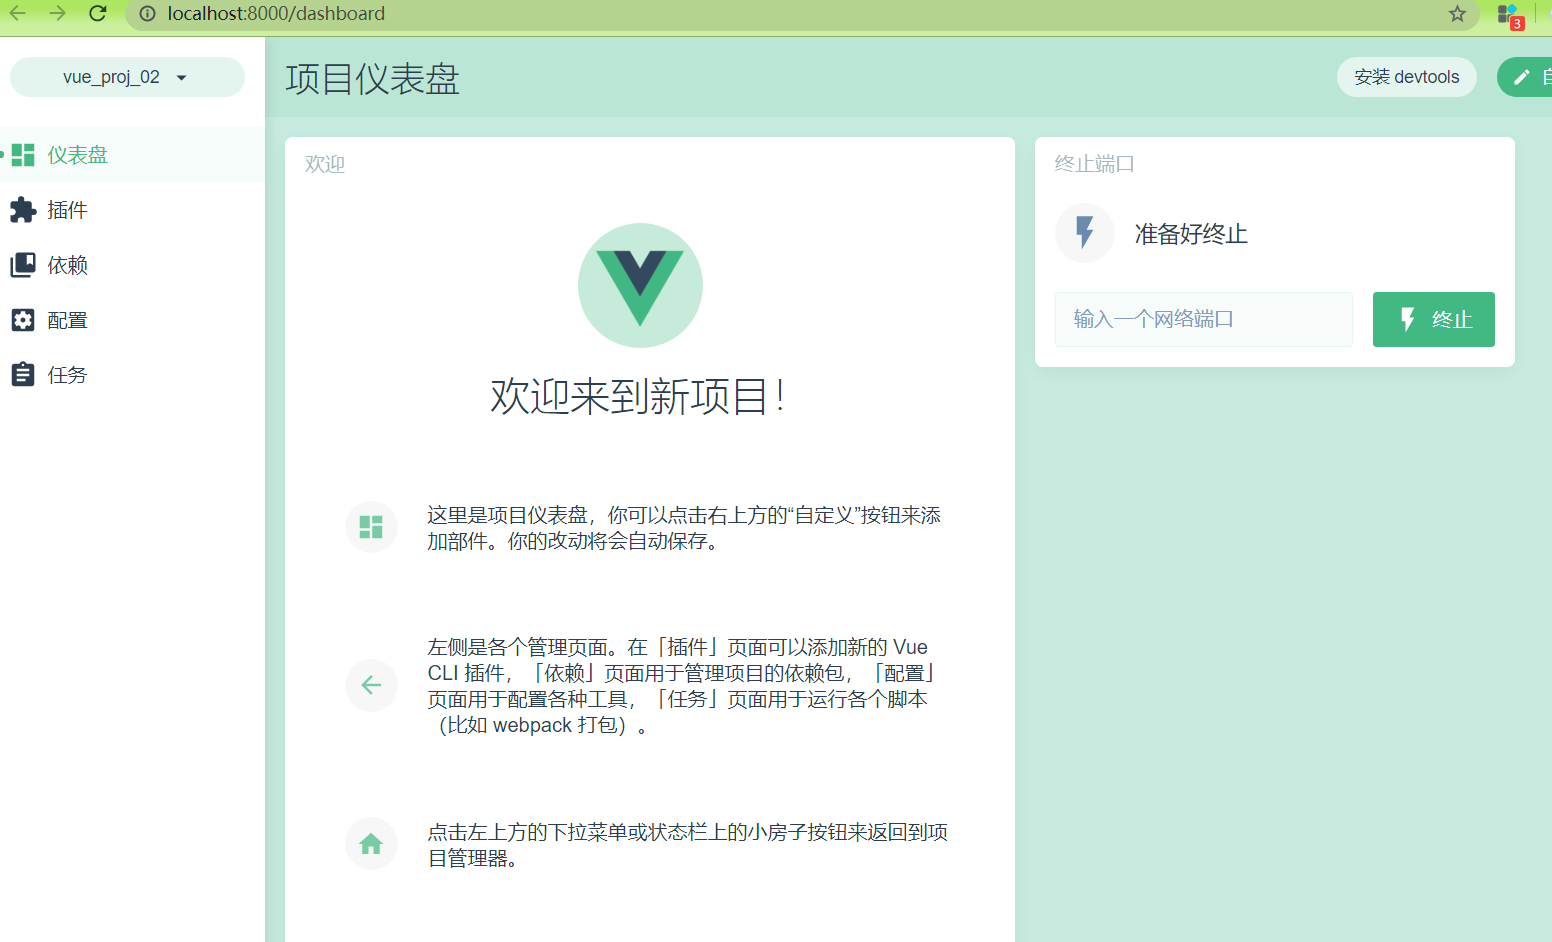 localhost:8000/dashboard
3
vue_proj_02
项目仪表盘
安装 devtools
仪表盘
插件
依赖
配置
任务
欢迎
欢迎来到新项目！
这里是项目仪表盘，你可以点击右上方的“自定义”按钮来添
加部件。你的改动将会自动保存。
左侧是各个管理页面。在「插件」页面可以添加新的 Vue
CLI 插件，「依赖」页面用于管理项目的依赖包，「配置」
页面用于配置各种工具，「任务」页面用于运行各个脚本
（比如 webpack 打包）。
点击左上方的下拉菜单或状态栏上的小房子按钮来返回到项
目管理器。
终止端口
准备好终止
输入一个网络端口
终止